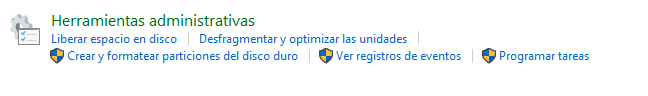 Herramientas administrativas
Liberar espacio en disco Desfragmentar y optimizar las unidades
Crear y formatear particiones del disco duro Ver registros de eventos Programar tareas